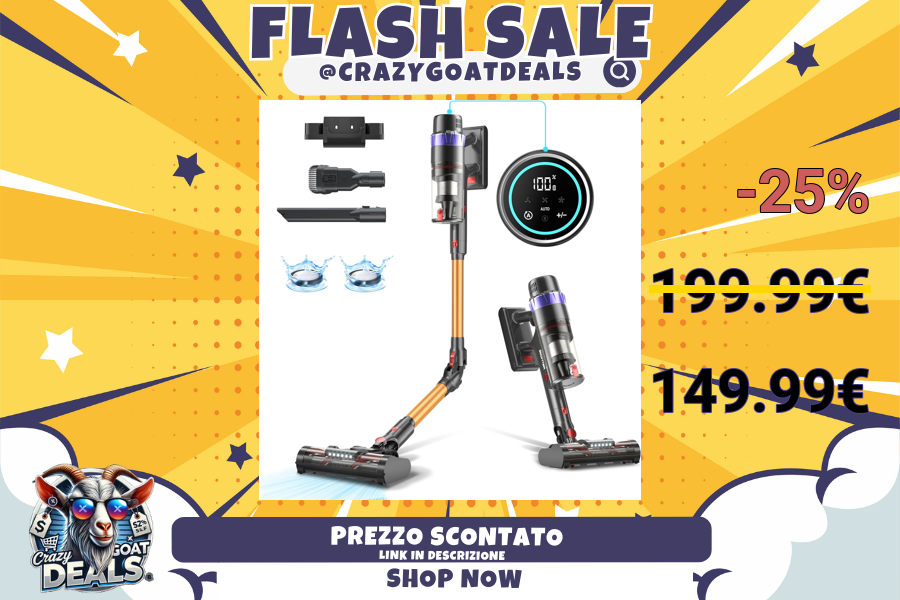 FLASH SALE
@CRAZYGOATDEALS
100%
AUTO
+/-
-25%
199.99€
149.99€
$
52%
Crazy
GOAT
DEALS
PREZZO SCONTATO
LINK IN DESCRIZIONE
SHOP NOW